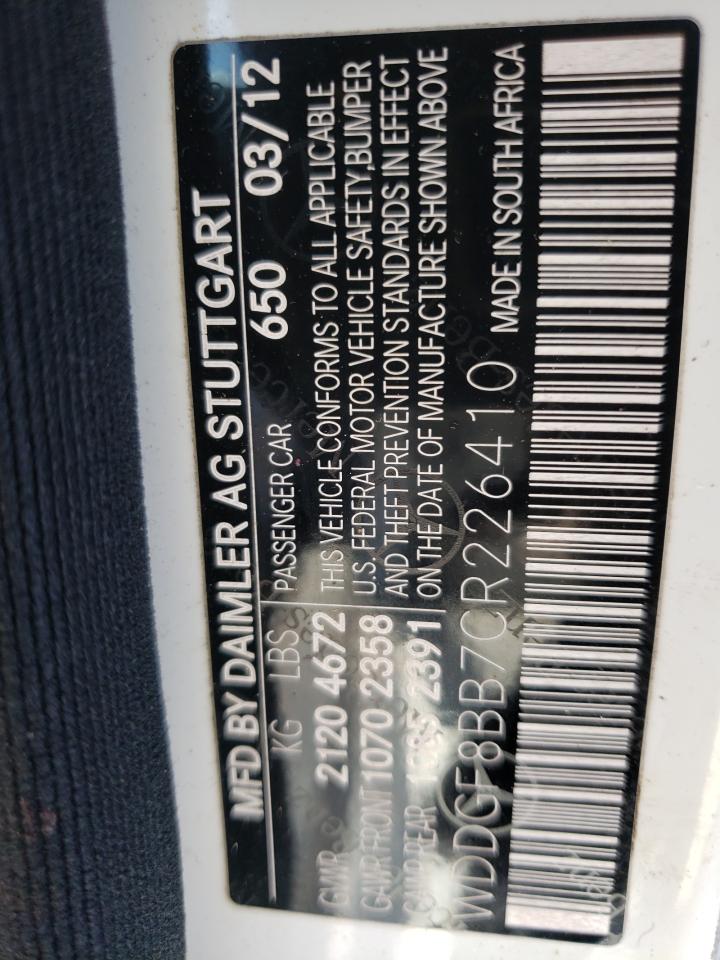 MFD BY DAIMLER AG STUTTGART
KG LBS PASSENGER CAR 650 03/12
GVWR 2120 4672
GAWR FRONT 1070 2358
GAWR REAR 1085 2391
THIS VEHICLE CONFORMS TO ALL APPLICABLE
U.S. FEDERAL MOTOR VEHICLE SAFETY,BUMPER
AND THEFT PREVENTION STANDARDS IN EFFECT
ON THE DATE OF MANUFACTURE SHOWN ABOVE
WDDGF8BB7CR226410 MADE IN SOUTH AFRICA